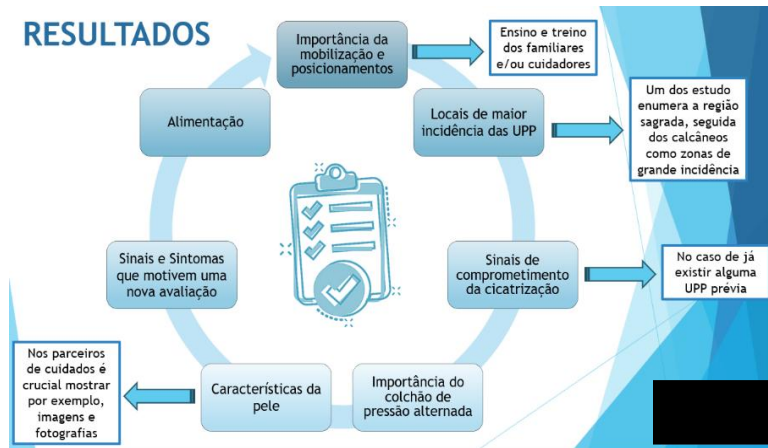 RESULTADOS
Importância da
mobilização e
posicionamentos
Ensino e treino
dos familiares
e/ou cuidadores
Locais de maior
incidência das UPP
Um dos estudo
enumera a região
sagrada, seguida
dos calcâneos
como zonas de
grande incidência
Sinais de
comprometimento
da cicatrização
No caso de já
existir alguma
UPP prévia
Importância do
colchão de
pressão alternada
Características da
pele
Nos parceiros
de cuidados é
crucial mostrar
por exemplo,
imagens e
fotografias
Sinais e Sintomas
que motivem uma
nova avaliação
Alimentação